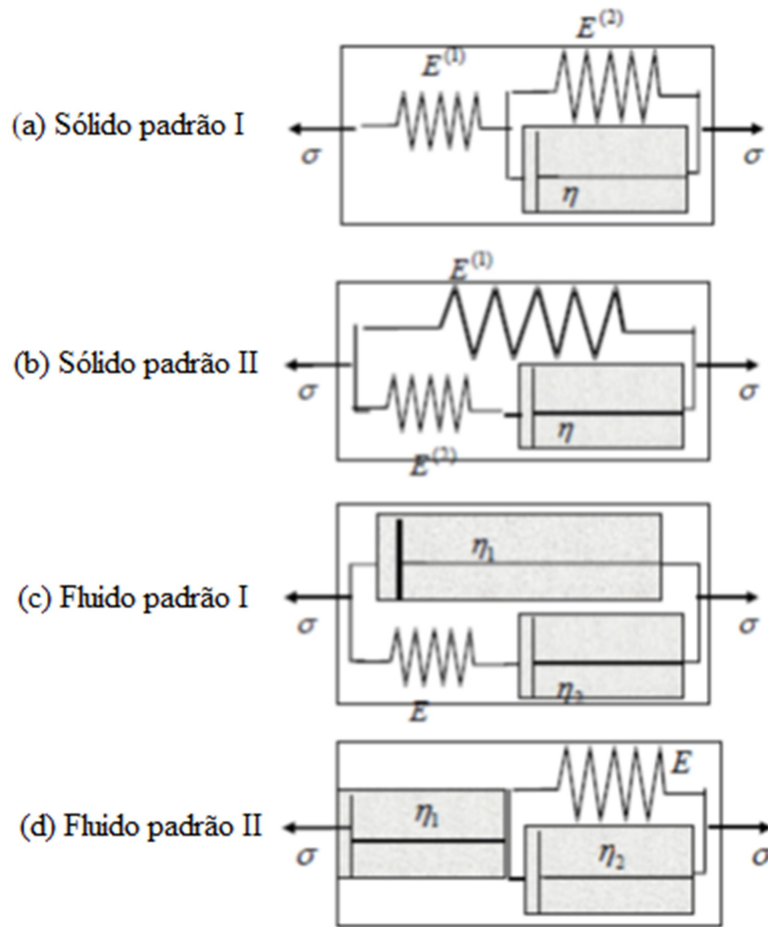 E^(2)
E^(1)
(a) Sólido padrão I
σ σ
η
E^(1)
(b) Sólido padrão II
σ σ
η
E^(2)
η₁
(c) Fluido padrão I
σ σ
E η₂
E
η₁
(d) Fluido padrão II
η₂
σ σ